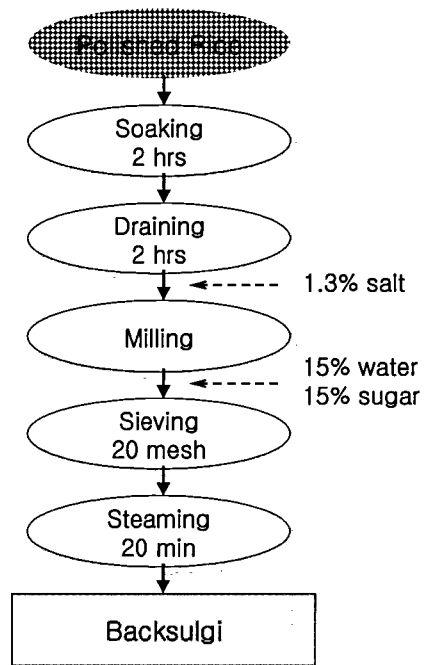 Polished Rice
Soaking
2 hrs
Draining
2 hrs
1.3% salt
Milling
15% water
15% sugar
Sieving
20 mesh
Steaming
20 min
Backsulgi